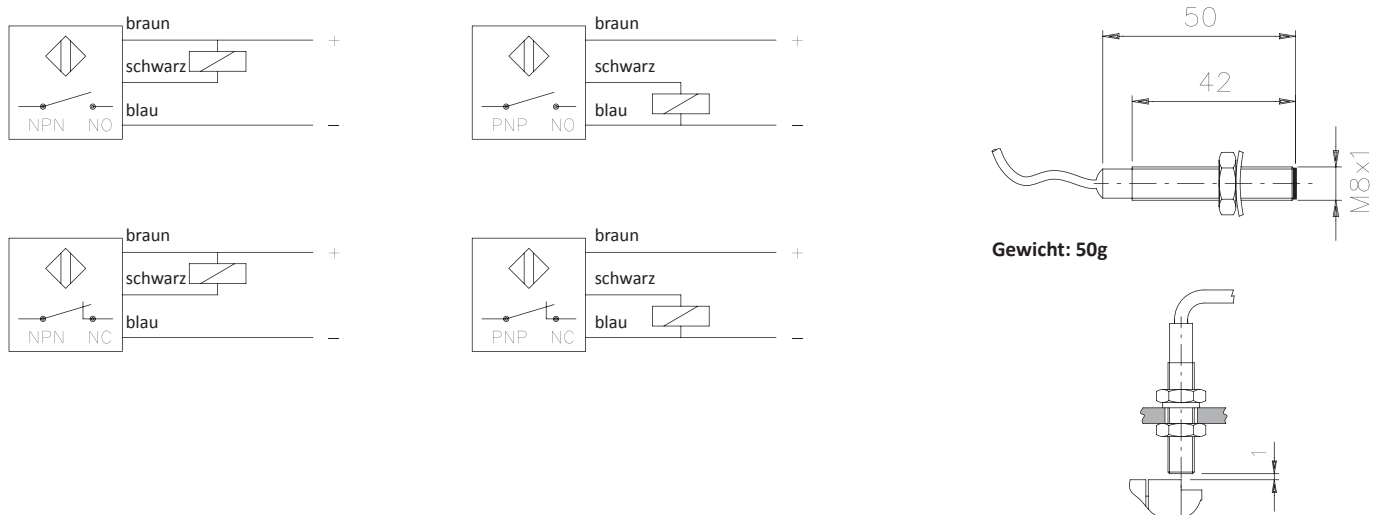 braun
+
schwarz
blau
NPN NO
–
braun
+
schwarz
blau
PNP NO
–
braun
+
schwarz
blau
NPN NC
–
braun
+
schwarz
blau
PNP NC
–
50
42
M8x1
Gewicht: 50g
1